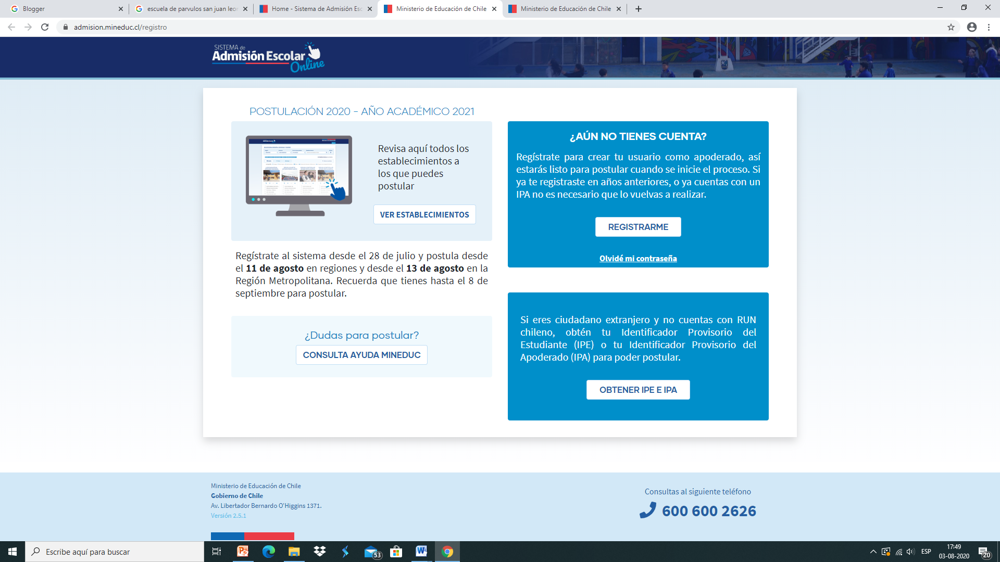 Blogger
escuela de parvulos san juan leon
Home - Sistema de Admisión Esc
Ministerio de Educación de Chile
Ministerio de Educación de Chile
admision.mineduc.cl/registro
SISTEMA de
Admisión Escolar
Online
POSTULACIÓN 2020 - AÑO ACADÉMICO 2021
Revisa aquí todos los
establecimientos a
los que puedes
postular
VER ESTABLECIMIENTOS
Regístrate al sistema desde el 28 de julio y postula desde
el 11 de agosto en regiones y desde el 13 de agosto en la
Región Metropolitana. Recuerda que tienes hasta el 8 de
septiembre para postular.
¿Dudas para postular?
CONSULTA AYUDA MINEDUC
¿AÚN NO TIENES CUENTA?
Regístrate para crear tu usuario como apoderado, así
estarás listo para postular cuando se inicie el proceso. Si
ya te registraste en años anteriores, o ya cuentas con un
IPA no es necesario que lo vuelvas a realizar.
REGISTRARME
Olvidé mi contraseña
Si eres ciudadano extranjero y no cuentas con RUN
chileno, obtén tu Identificador Provisorio del
Estudiante (IPE) o tu Identificador Provisorio del
Apoderado (IPA) para poder postular.
OBTENER IPE E IPA
Ministerio de Educación de Chile
Gobierno de Chile
Av. Libertador Bernardo O'Higgins 1371.
Versión 2.5.1
Consultas al siguiente teléfono
600 600 2626
Escribe aquí para buscar
53
ESP
17:49
03-08-2020
20